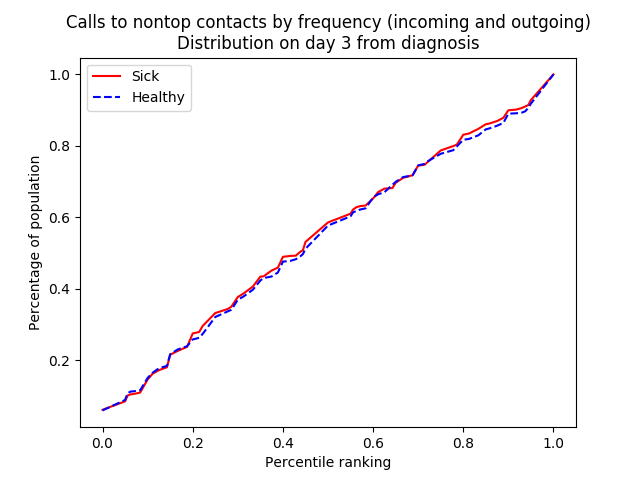 Calls to nontop contacts by frequency (incoming and outgoing)
Distribution on day 3 from diagnosis
Sick
Healthy
Percentage of population
1.0
0.8
0.6
0.4
0.2
0.0 0.2 0.4 0.6 0.8 1.0
Percentile ranking